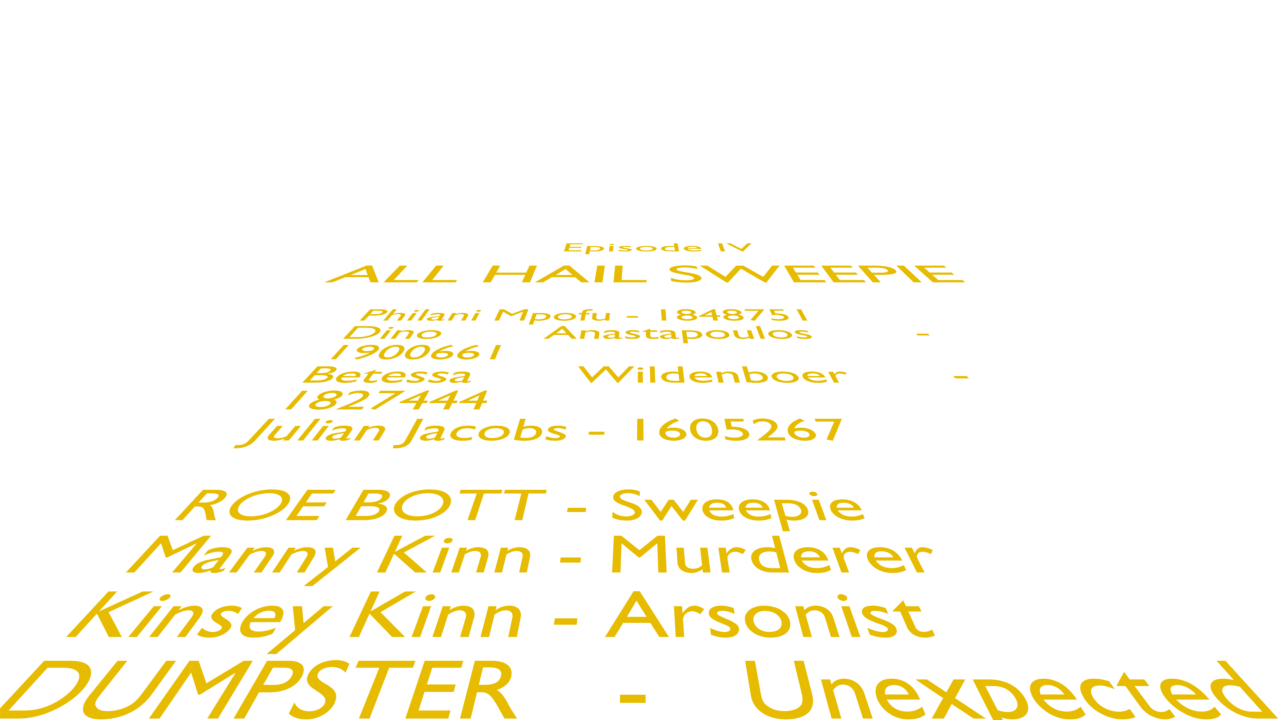 Episode IV
ALL HAIL SWEEPIE
Philani Mpofu - 1848751
Dino Anastapoulos -
1900661
Betessa Wildenboer -
1827444
Julian Jacobs - 1605267
ROE BOTT - Sweepie
Manny Kinn - Murderer
Kinsey Kinn - Arsonist
DUMPSTER - Unexpected